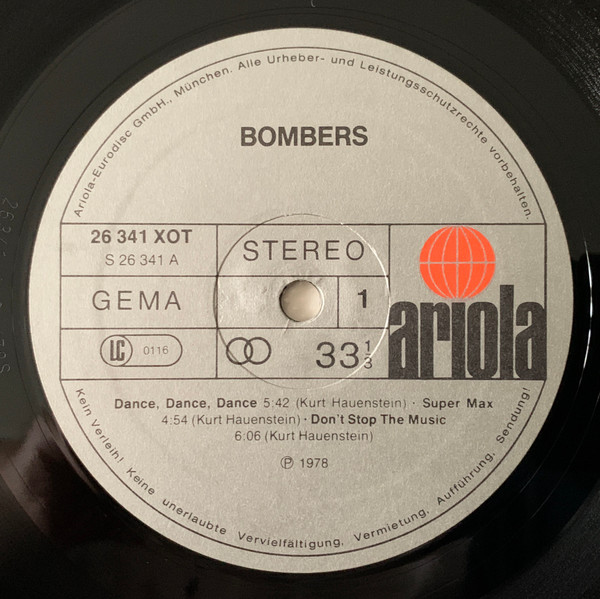 Ariola-Eurodisc GmbH., München. Alle Urheber- und Leistungsschutzrechte vorbehalten.
BOMBERS
26 341 XOT
S 26 341 A
STEREO
GEMA
1
ariola
LC 0116
33 1/3
Dance, Dance, Dance 5:42 (Kurt Hauenstein) · Super Max
4:54 (Kurt Hauenstein) · Don't Stop The Music
6:06 (Kurt Hauenstein)
℗ 1978
Kein Verleih! Keine unerlaubte Vervielfältigung, Vermietung, Aufführung, Sendung!